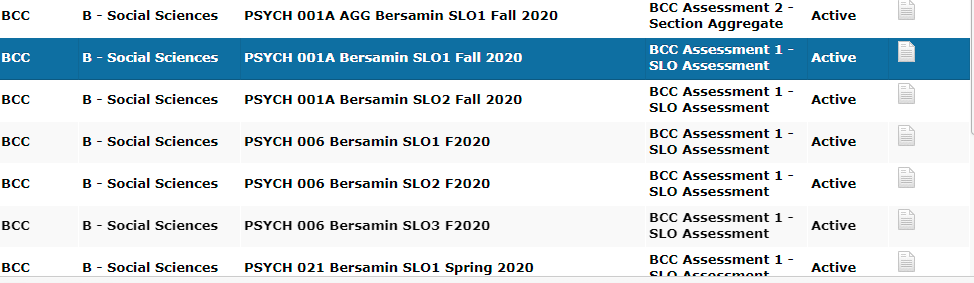 BCC B - Social Sciences PSYCH 001A AGG Bersamin SLO1 Fall 2020 BCC Assessment 2 - Section Aggregate Active
BCC B - Social Sciences PSYCH 001A Bersamin SLO1 Fall 2020 BCC Assessment 1 - SLO Assessment Active
BCC B - Social Sciences PSYCH 001A Bersamin SLO2 Fall 2020 BCC Assessment 1 - SLO Assessment Active
BCC B - Social Sciences PSYCH 006 Bersamin SLO1 F2020 BCC Assessment 1 - SLO Assessment Active
BCC B - Social Sciences PSYCH 006 Bersamin SLO2 F2020 BCC Assessment 1 - SLO Assessment Active
BCC B - Social Sciences PSYCH 006 Bersamin SLO3 F2020 BCC Assessment 1 - SLO Assessment Active
BCC B - Social Sciences PSYCH 021 Bersamin SLO1 Spring 2020 BCC Assessment 1 - SLO Assessment Active